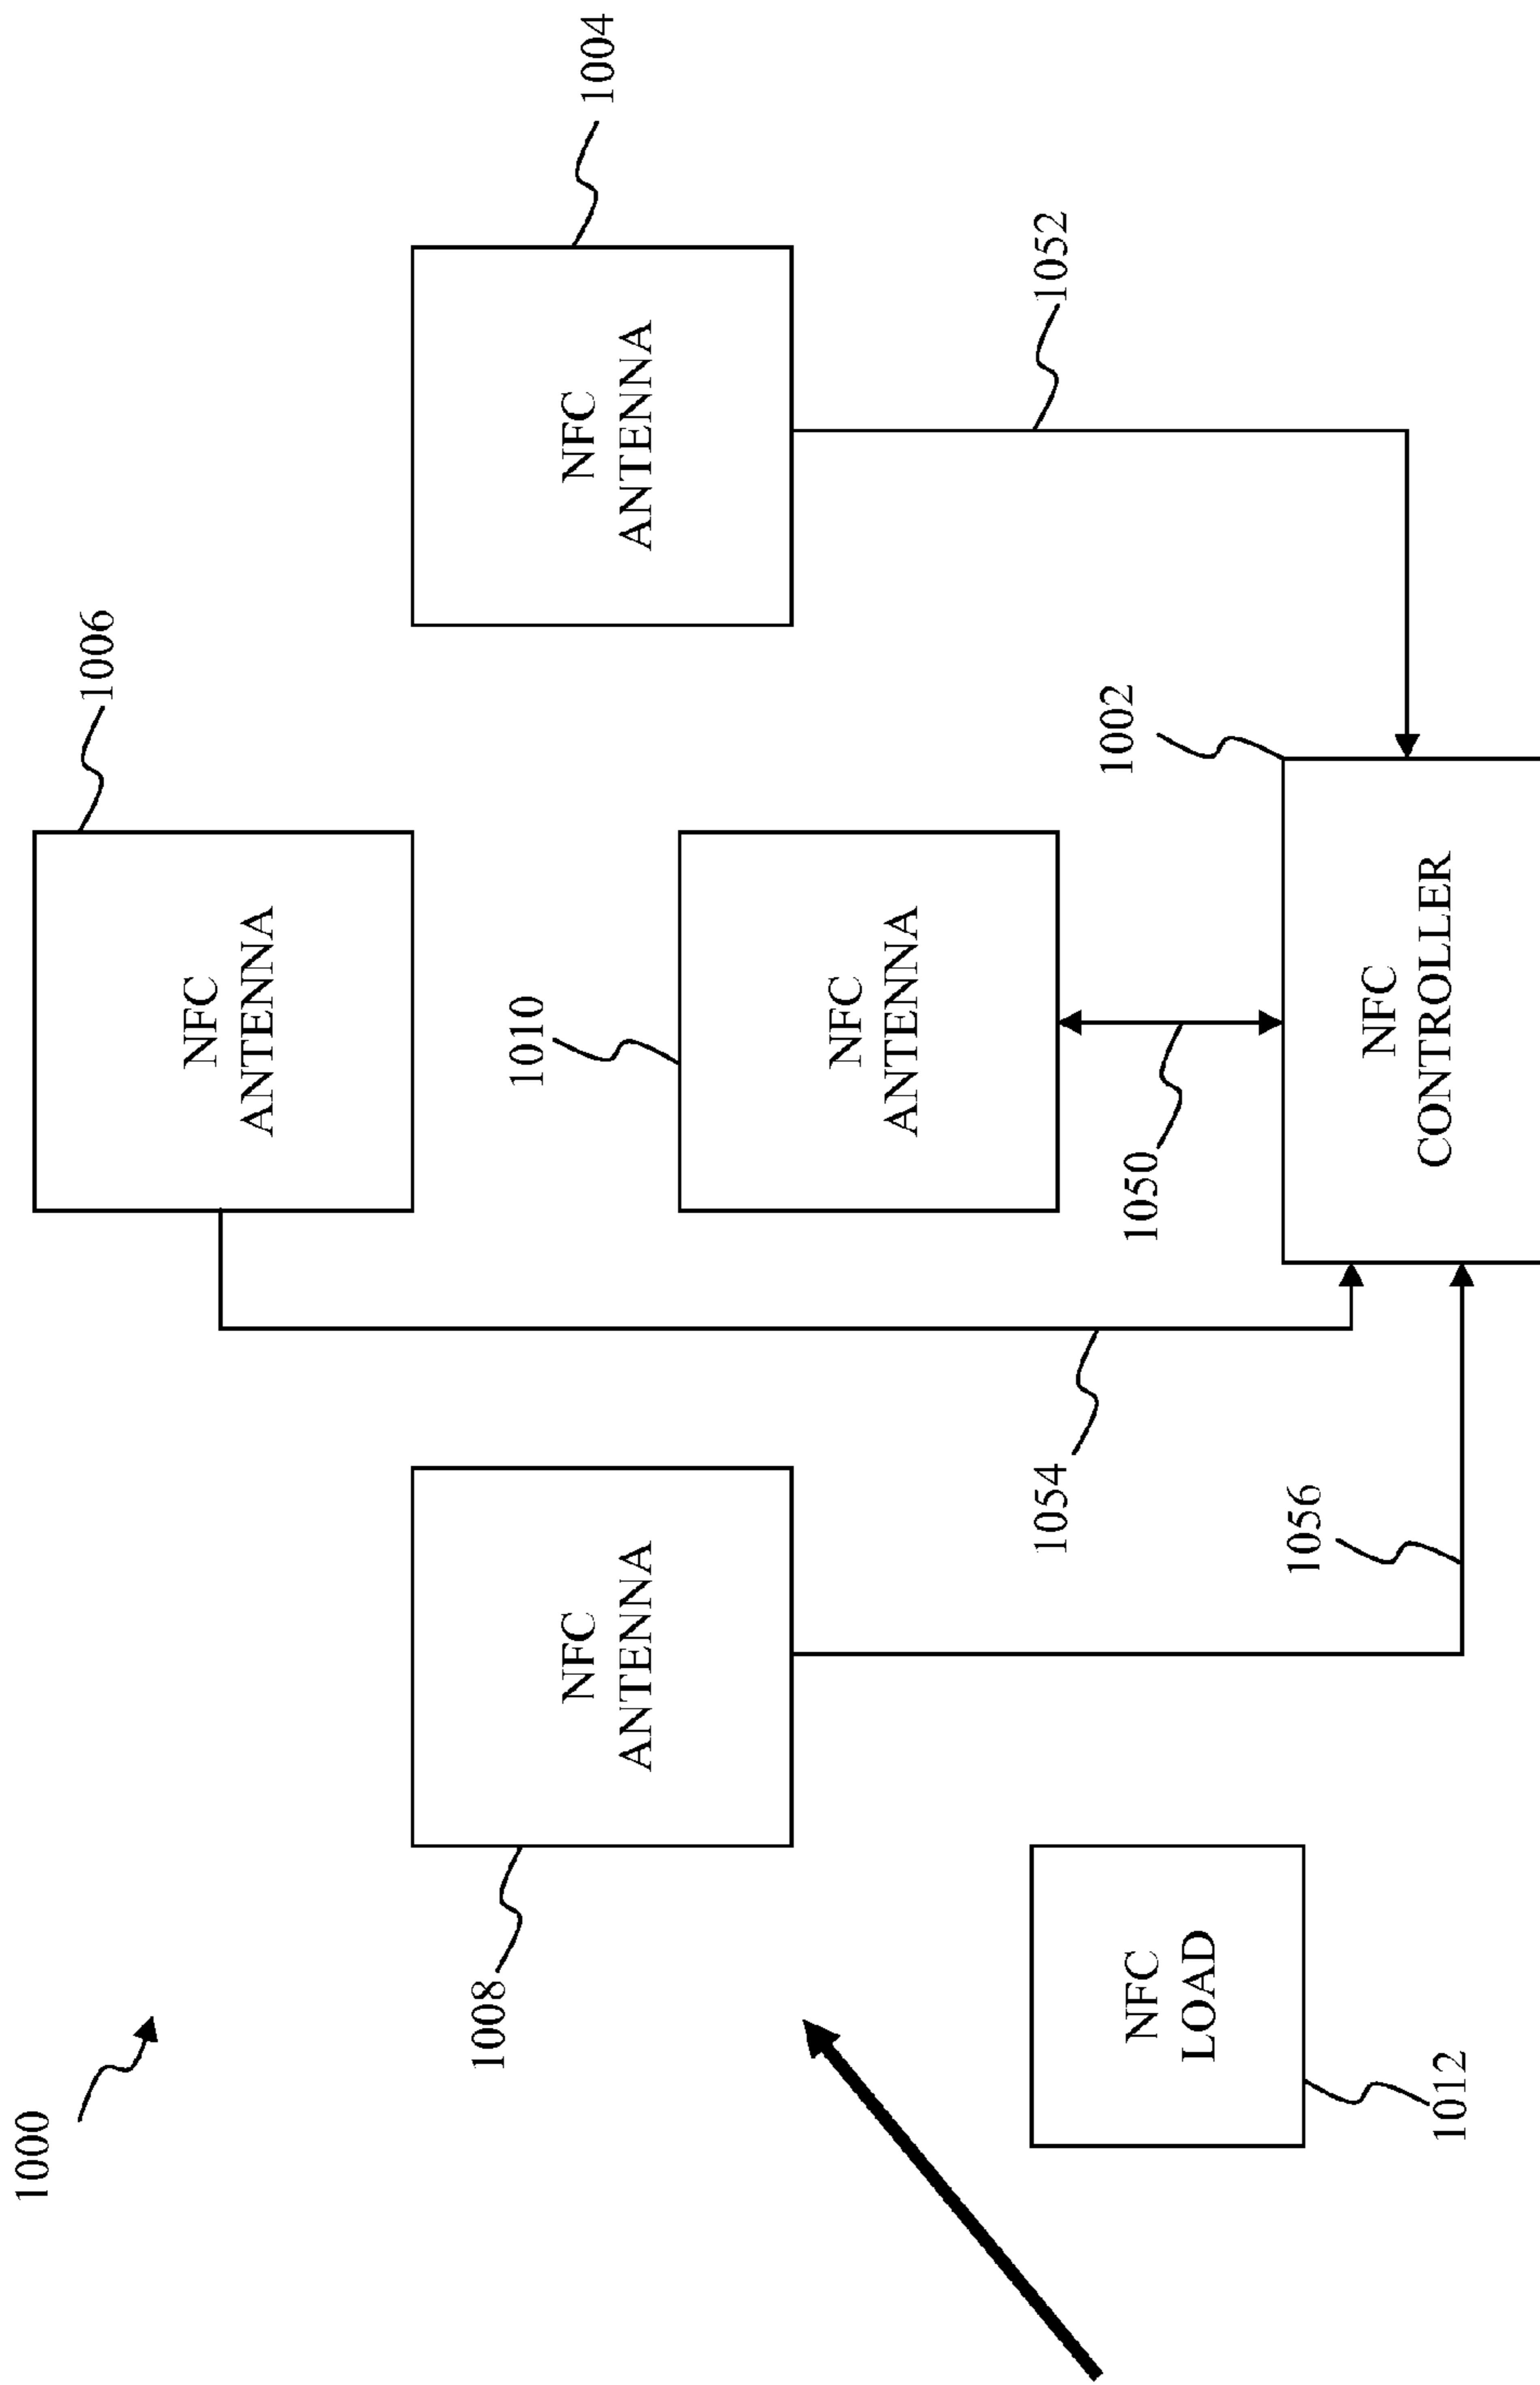 1000
1006
NFC
ANTENNA
1008
NFC
ANTENNA
1010
NFC
ANTENNA
1004
NFC
ANTENNA
1054
1050
1052
1002
1056
NFC
LOAD
1012
NFC
CONTROLLER